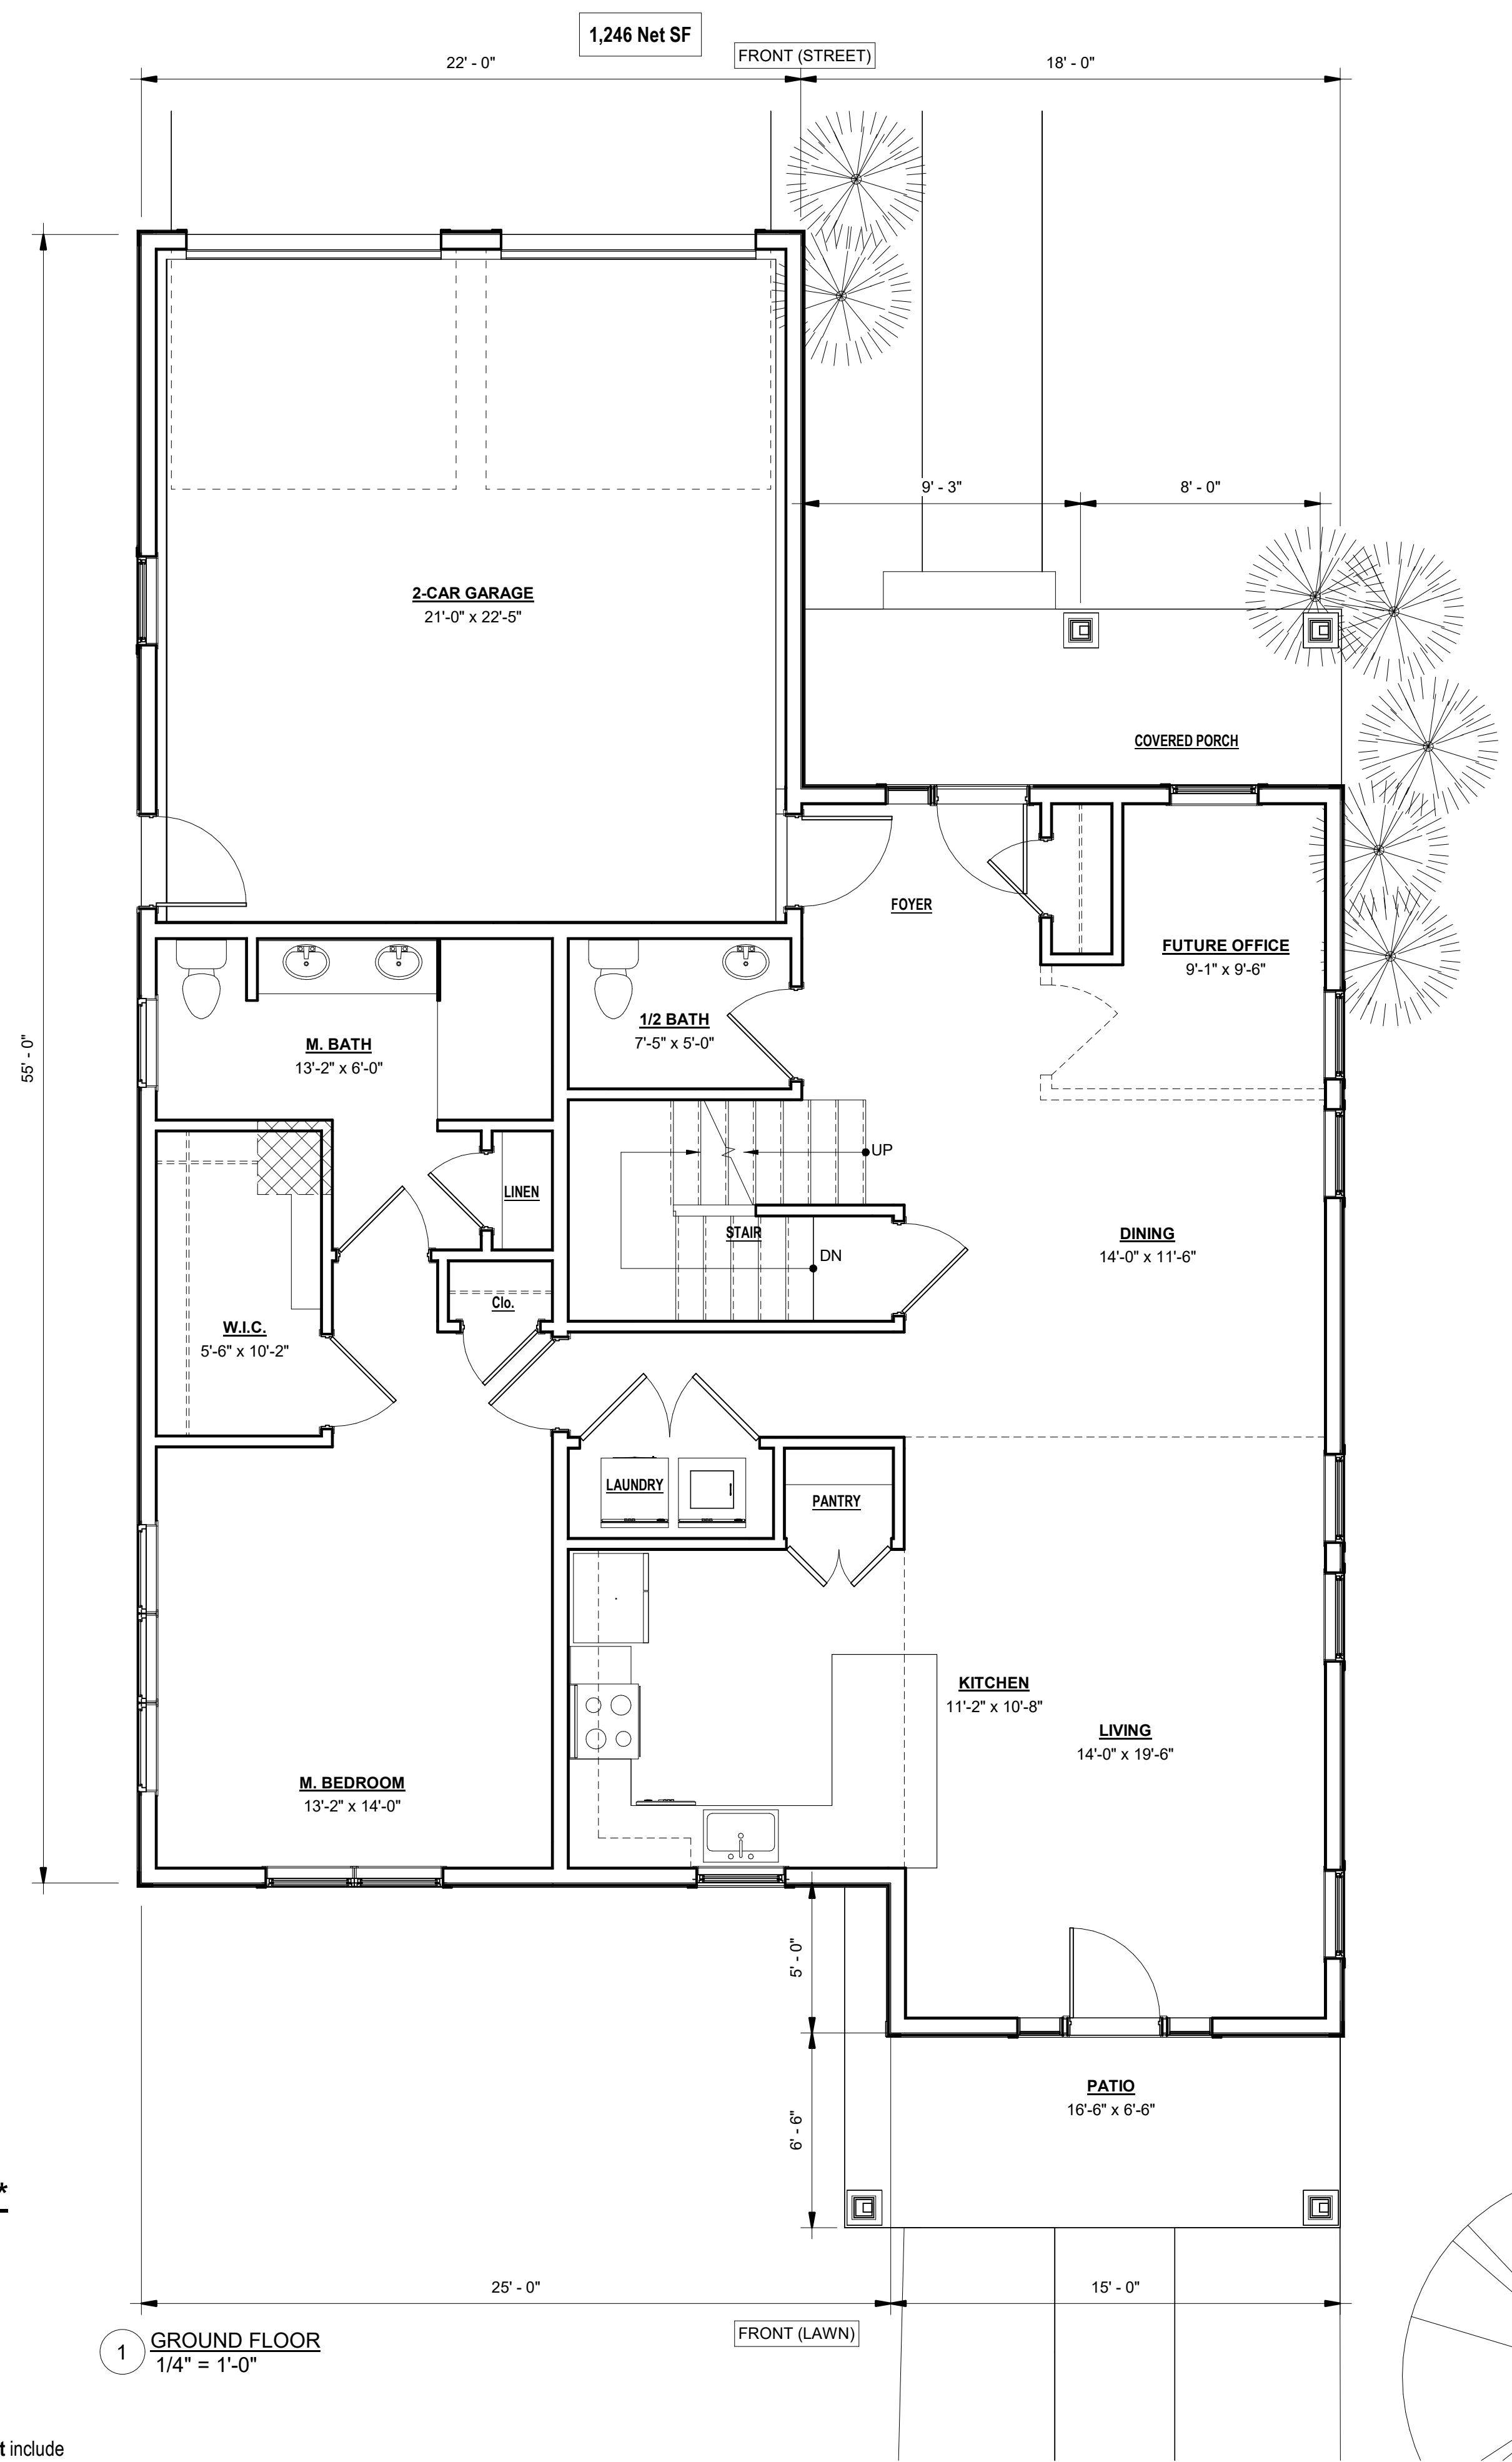 1,246 Net SF
FRONT (STREET)
22' - 0"
18' - 0"
9' - 3"
8' - 0"
2-CAR GARAGE
21'-0" x 22'-5"
COVERED PORCH
FOYER
FUTURE OFFICE
9'-1" x 9'-6"
1/2 BATH
7'-5" x 5'-0"
M. BATH
13'-2" x 6'-0"
55' - 0"
UP
LINEN
STAIR
DINING
14'-0" x 11'-6"
DN
Clo.
W.I.C.
5'-6" x 10'-2"
LAUNDRY
PANTRY
KITCHEN
11'-2" x 10'-8"
LIVING
14'-0" x 19'-6"
M. BEDROOM
13'-2" x 14'-0"
5' - 0"
PATIO
16'-6" x 6'-6"
6' - 6"
*
25' - 0"
15' - 0"
FRONT (LAWN)
1
GROUND FLOOR
1/4" = 1'-0"
t include